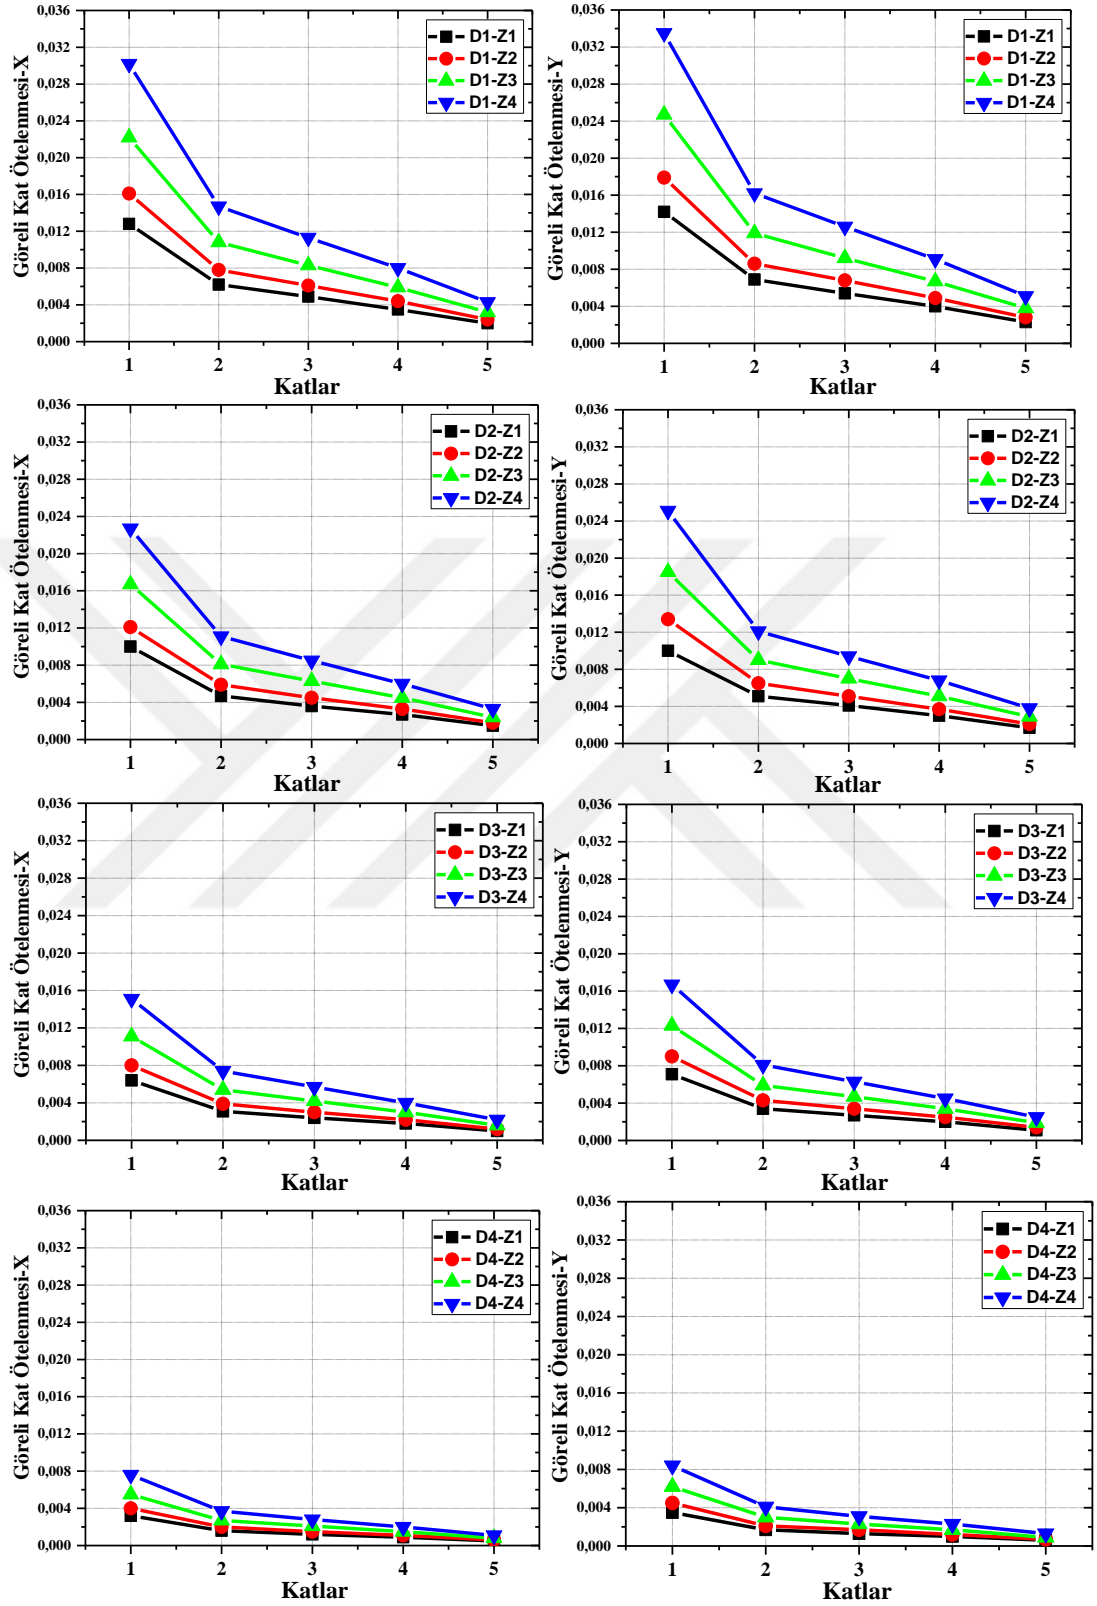 Göreli Kat Ötelenmesi-X
0,036
0,032
0,028
0,024
0,020
0,016
0,012
0,008
0,004
0,000
D1-Z1
D1-Z2
D1-Z3
D1-Z4
1 2 3 4 5
Katlar
Göreli Kat Ötelenmesi-Y
0,036
0,032
0,028
0,024
0,020
0,016
0,012
0,008
0,004
0,000
D1-Z1
D1-Z2
D1-Z3
D1-Z4
1 2 3 4 5
Katlar
Göreli Kat Ötelenmesi-X
0,036
0,032
0,028
0,024
0,020
0,016
0,012
0,008
0,004
0,000
D2-Z1
D2-Z2
D2-Z3
D2-Z4
1 2 3 4 5
Katlar
Göreli Kat Ötelenmesi-Y
0,036
0,032
0,028
0,024
0,020
0,016
0,012
0,008
0,004
0,000
D2-Z1
D2-Z2
D2-Z3
D2-Z4
1 2 3 4 5
Katlar
Göreli Kat Ötelenmesi-X
0,036
0,032
0,028
0,024
0,020
0,016
0,012
0,008
0,004
0,000
D3-Z1
D3-Z2
D3-Z3
D3-Z4
1 2 3 4 5
Katlar
Göreli Kat Ötelenmesi-Y
0,036
0,032
0,028
0,024
0,020
0,016
0,012
0,008
0,004
0,000
D3-Z1
D3-Z2
D3-Z3
D3-Z4
1 2 3 4 5
Katlar
Göreli Kat Ötelenmesi-X
0,036
0,032
0,028
0,024
0,020
0,016
0,012
0,008
0,004
0,000
D4-Z1
D4-Z2
D4-Z3
D4-Z4
1 2 3 4 5
Katlar
Göreli Kat Ötelenmesi-Y
0,036
0,032
0,028
0,024
0,020
0,016
0,012
0,008
0,004
0,000
D4-Z1
D4-Z2
D4-Z3
D4-Z4
1 2 3 4 5
Katlar